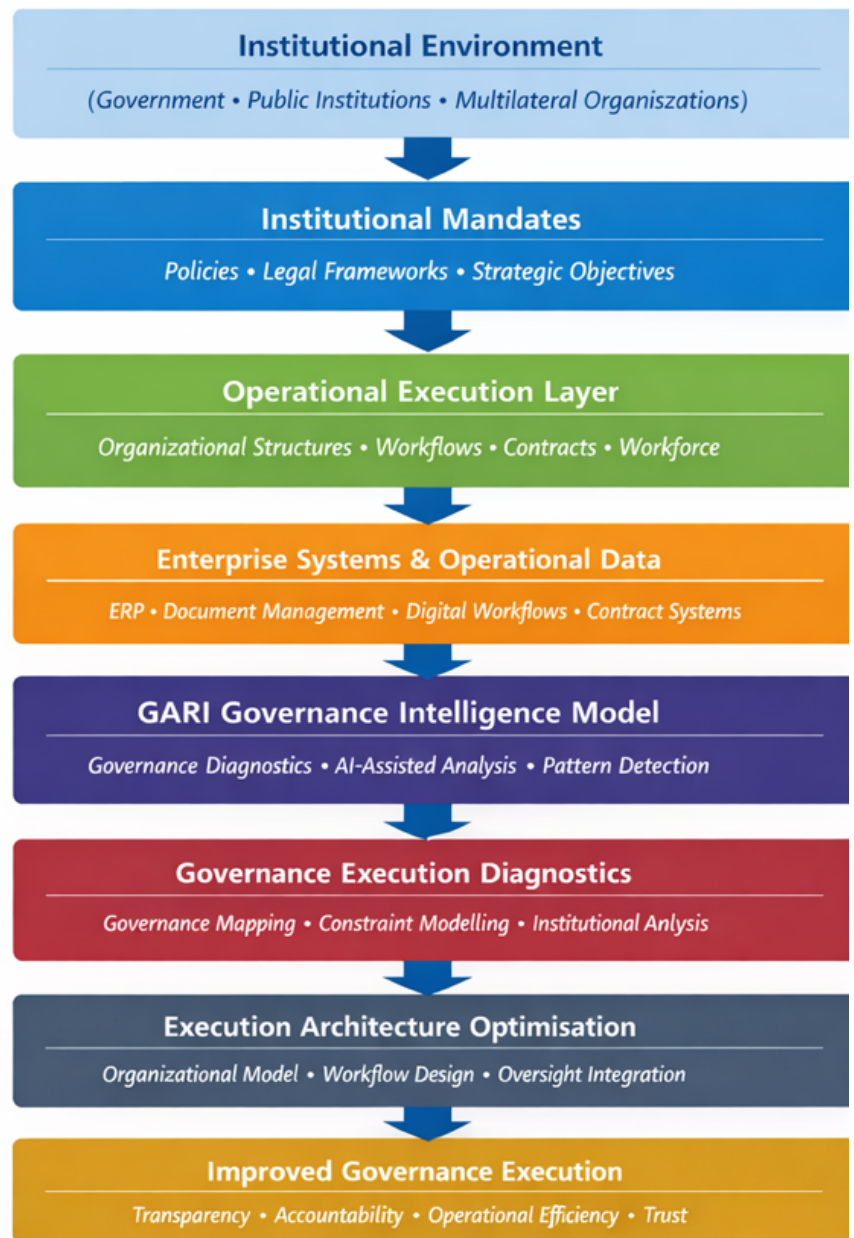 Institutional Environment
(Government • Public Institutions • Multilateral Organiszations)
Institutional Mandates
Policies • Legal Frameworks • Strategic Objectives
Operational Execution Layer
Organizational Structures • Workflows • Contracts • Workforce
Enterprise Systems & Operational Data
ERP • Document Management • Digital Workflows • Contract Systems
GARI Governance Intelligence Model
Governance Diagnostics • AI-Assisted Analysis • Pattern Detection
Governance Execution Diagnostics
Governance Mapping • Constraint Modelling • Institutional Anlysis
Execution Architecture Optimisation
Organizational Model • Workflow Design • Oversight Integration
Improved Governance Execution
Transparency • Accountability • Operational Efficiency • Trust